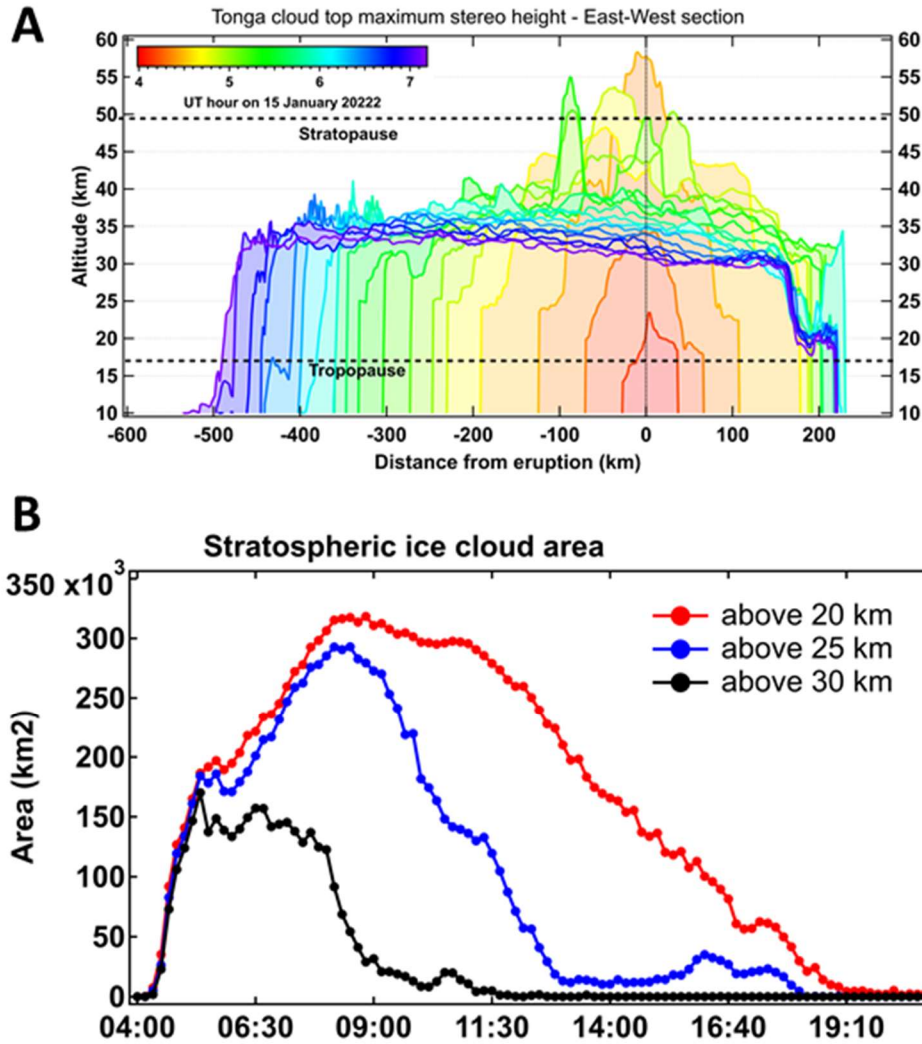 A
Tonga cloud top maximum stereo height - East-West section
60
55
50
45
40
35
30
25
20
15
10
Altitude (km)
4 5 6 7
UT hour on 15 January 20222
Stratopause
Tropopause
60
55
50
45
40
35
30
25
20
15
10
-600 -500 -400 -300 -200 -100 0 100 200
Distance from eruption (km)
B
Stratospheric ice cloud area
350 x10³
300
250
200
150
100
50
0
Area (km2)
above 20 km
above 25 km
above 30 km
04:00 06:30 09:00 11:30 14:00 16:40 19:10